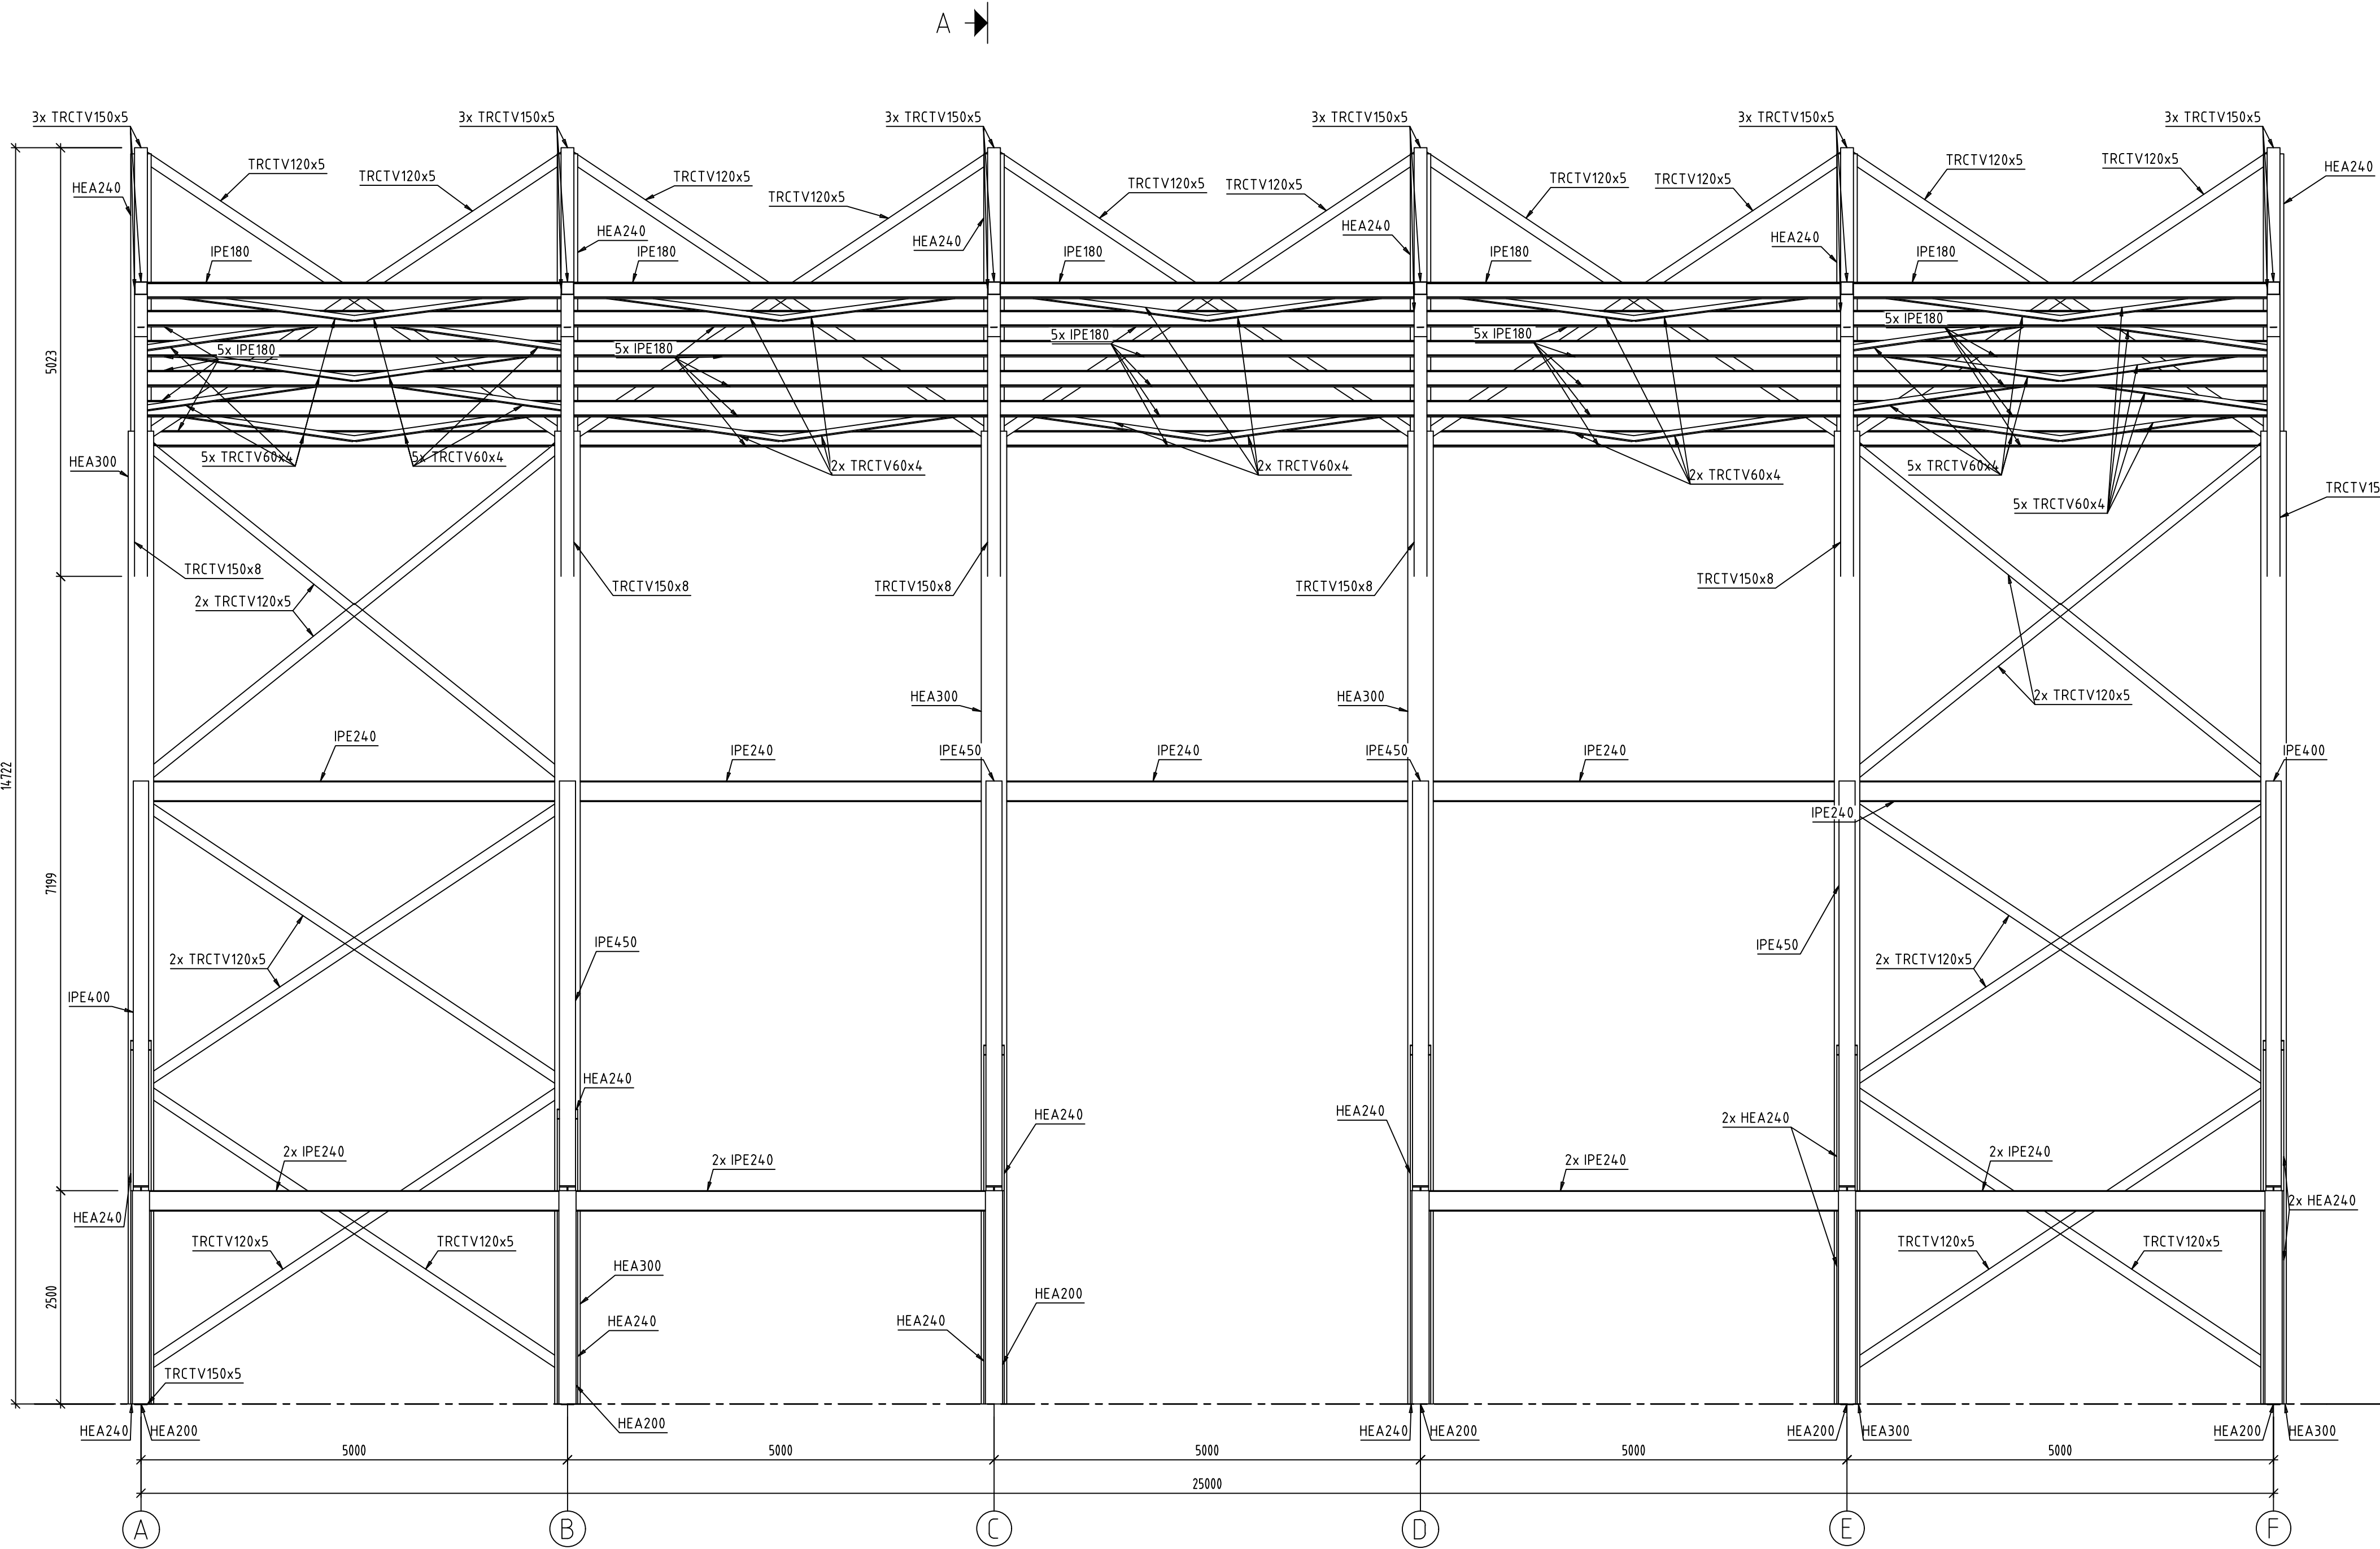 A
3x TRCTV150x5
3x TRCTV150x5
3x TRCTV150x5
3x TRCTV150x5
3x TRCTV150x5
3x TRCTV150x5
TRCTV120x5
TRCTV120x5
TRCTV120x5
TRCTV120x5
TRCTV120x5
TRCTV120x5
TRCTV120x5
TRCTV120x5
TRCTV120x5
TRCTV120x5
HEA240
HEA240
HEA240
HEA240
HEA240
HEA240
IPE180
IPE180
IPE180
IPE180
IPE180
5x IPE180
5x IPE180
5x IPE180
5x IPE180
5x IPE180
5023
HEA300
5x TRCTV60x4
5x TRCTV60x4
2x TRCTV60x4
2x TRCTV60x4
2x TRCTV60x4
5x TRCTV60x4
5x TRCTV60x4
TRCTV15
TRCTV150x8
TRCTV150x8
TRCTV150x8
TRCTV150x8
TRCTV150x8
2x TRCTV120x5
2x TRCTV120x5
HEA300
HEA300
14722
IPE240
IPE240
IPE450
IPE240
IPE450
IPE240
IPE400
IPE240
7199
IPE450
IPE450
2x TRCTV120x5
2x TRCTV120x5
IPE400
HEA240
HEA240
HEA240
2x HEA240
2x IPE240
2x IPE240
2x IPE240
2x IPE240
HEA240
2x HEA240
TRCTV120x5
TRCTV120x5
TRCTV120x5
TRCTV120x5
2500
HEA300
HEA200
HEA240
HEA240
TRCTV150x5
HEA240
HEA200
HEA200
HEA240
HEA200
HEA200
HEA300
HEA200
HEA300
5000
5000
5000
5000
5000
25000
A
B
C
D
E
F